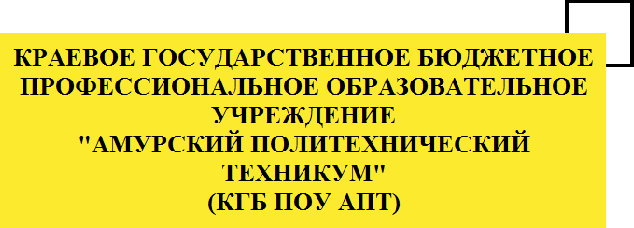 КРАЕВОЕ ГОСУДАРСТВЕННОЕ БЮДЖЕТНОЕ
ПРОФЕССИОНАЛЬНОЕ ОБРАЗОВАТЕЛЬНОЕ
УЧРЕЖДЕНИЕ
"АМУРСКИЙ ПОЛИТЕХНИЧЕСКИЙ
ТЕХНИКУМ"
(КГБ ПОУ АПТ)